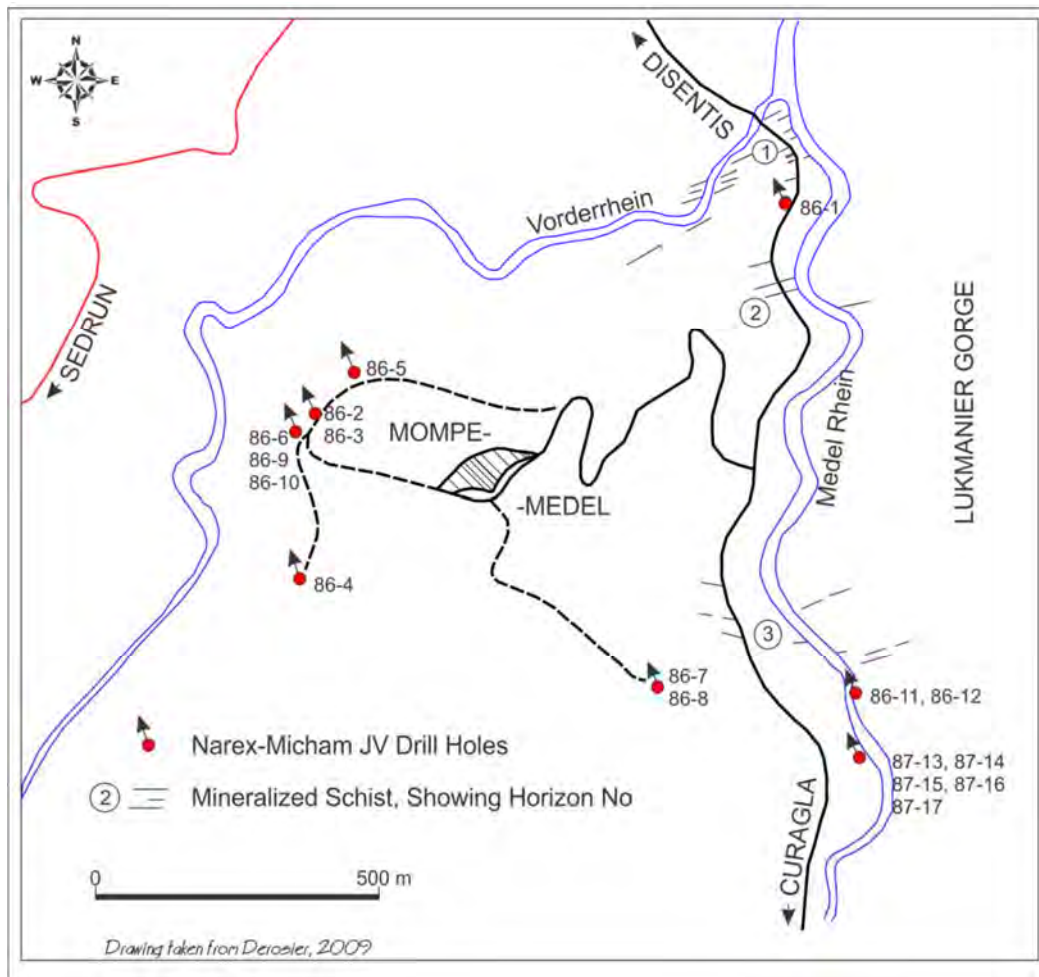 N
W E
S
DISENTIS
1
86-1
Vorderrhein
2
SEDRUN
86-5
86-2
86-3
86-6
86-9
86-10
MOMPE-
-MEDEL
Medel Rhein
LUKMANIER GORGE
86-4
3
86-7
86-8
86-11, 86-12
87-13, 87-14
87-15, 87-16
87-17
CURAGLA
Narex-Micham JV Drill Holes
2 Mineralized Schist, Showing Horizon No
0 500 m
Drawing taken from Derosier, 2009